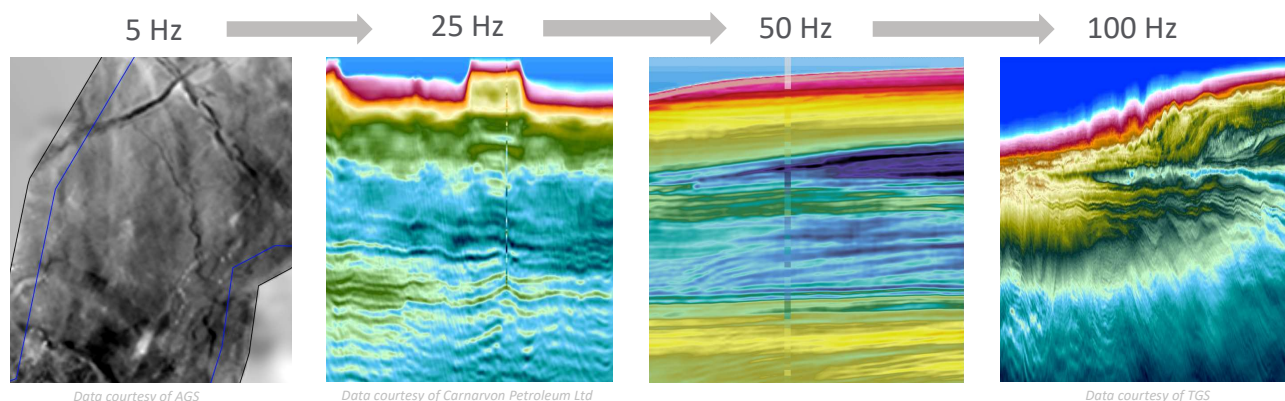 5 Hz
25 Hz
50 Hz
100 Hz
Data courtesy of AGS
Data courtesy of Carnarvon Petroleum Ltd
Data courtesy of TGS